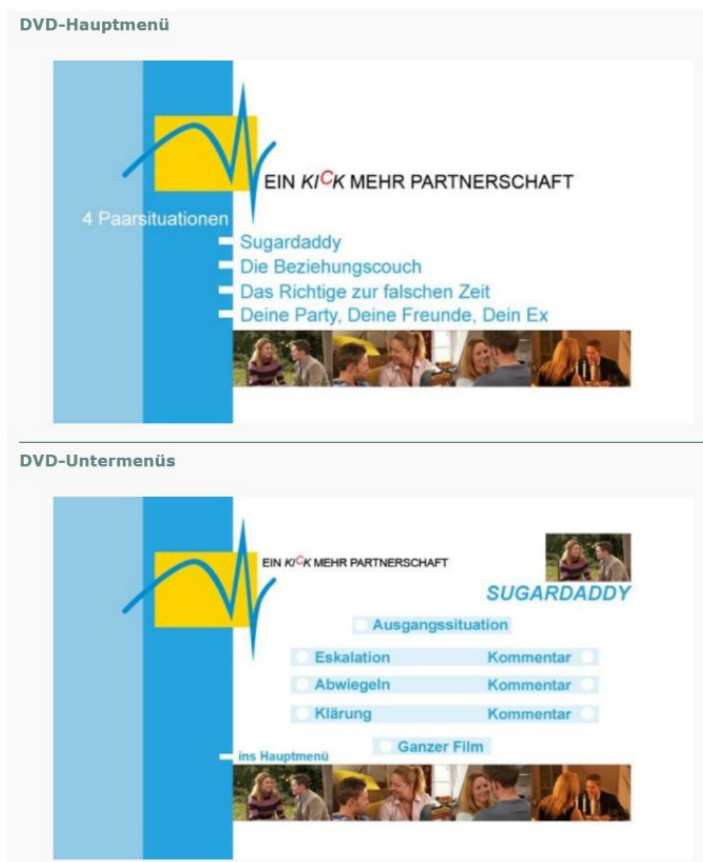 DVD-Hauptmenü
EIN KICK MEHR PARTNERSCHAFT
4 Paarsituationen
Sugardaddy
Die Beziehungscouch
Das Richtige zur falschen Zeit
Deine Party, Deine Freunde, Dein Ex
DVD-Untermenüs
EIN KICK MEHR PARTNERSCHAFT
SUGARDADDY
Ausgangssituation
Eskalation Kommentar
Abwiegeln Kommentar
Klärung Kommentar
Ganzer Film
ins Hauptmenü